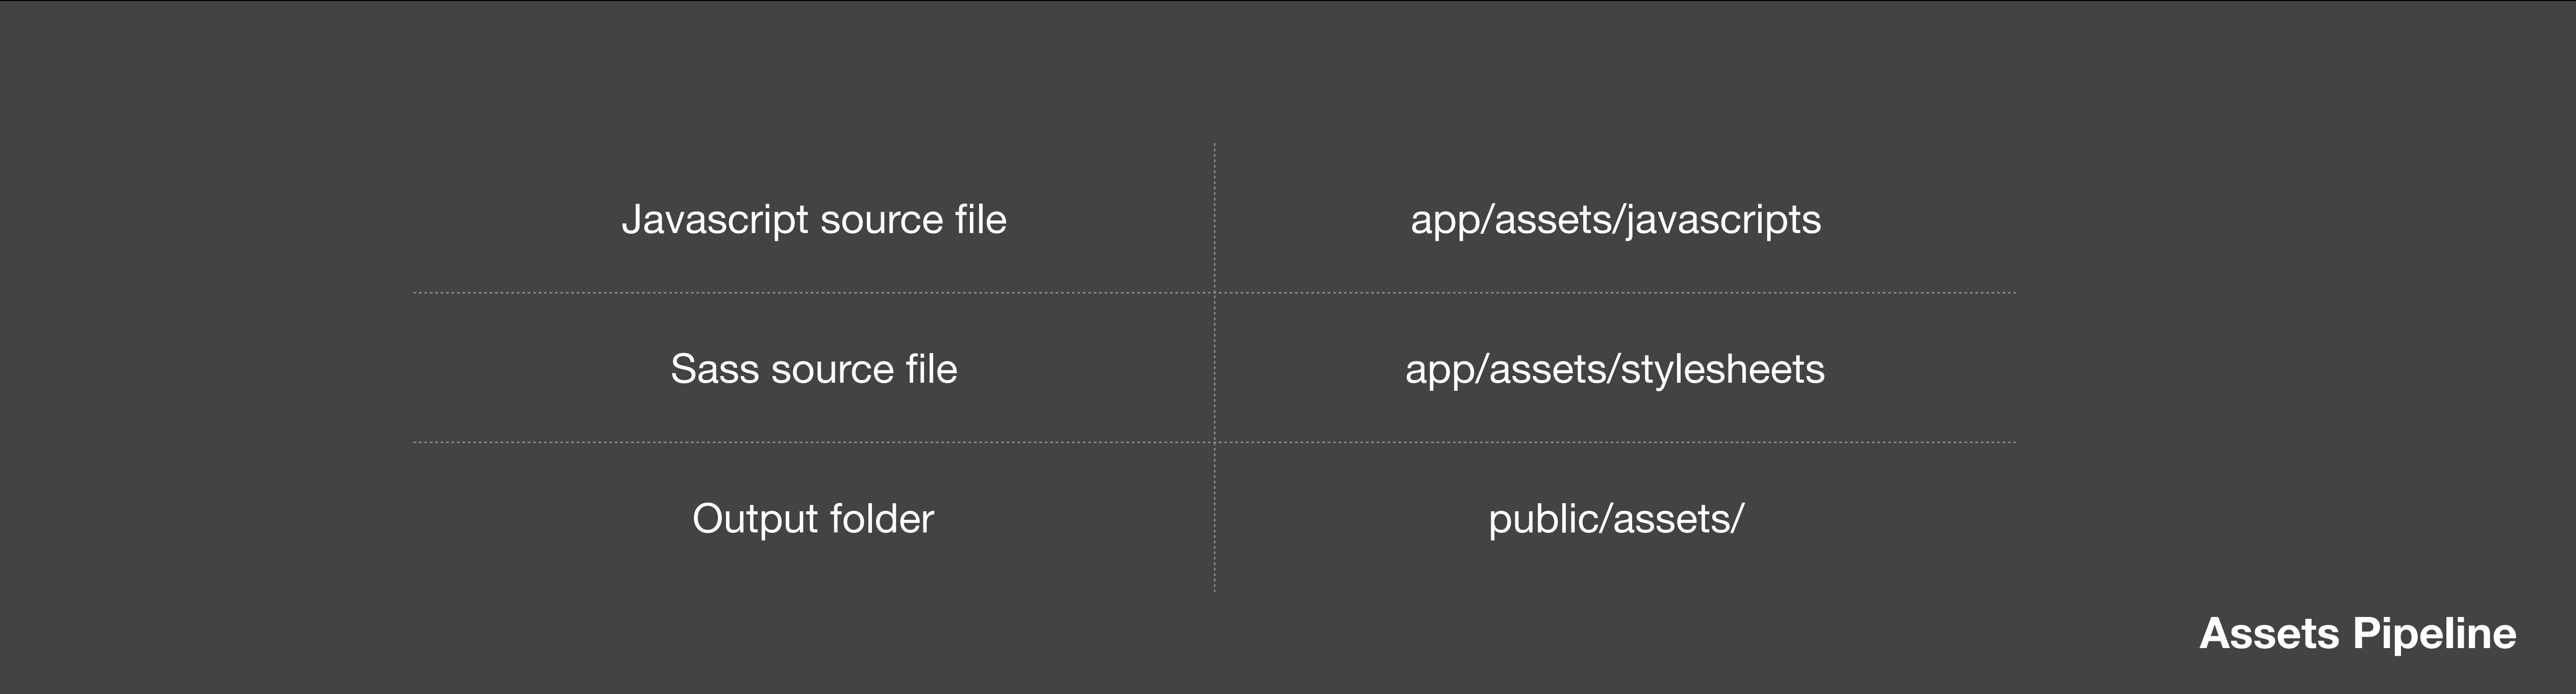 Javascript source file
app/assets/javascripts
Sass source file
app/assets/stylesheets
Output folder
public/assets/
Assets Pipeline